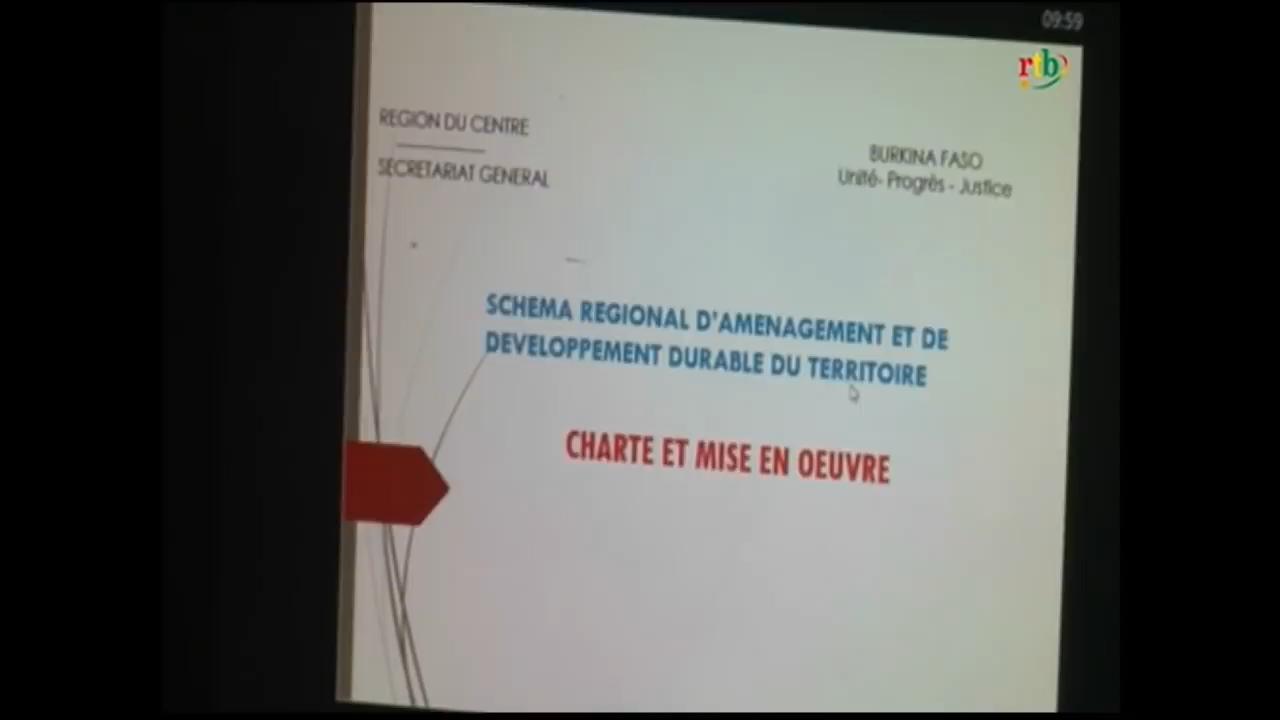 09:59
rtb
REGION DU CENTRE
SECRETARIAT GENERAL
BURKINA FASO
Unité- Progrès - Justice
SCHEMA REGIONAL D'AMENAGEMENT ET DE
DEVELOPPEMENT DURABLE DU TERRITOIRE
CHARTE ET MISE EN OEUVRE